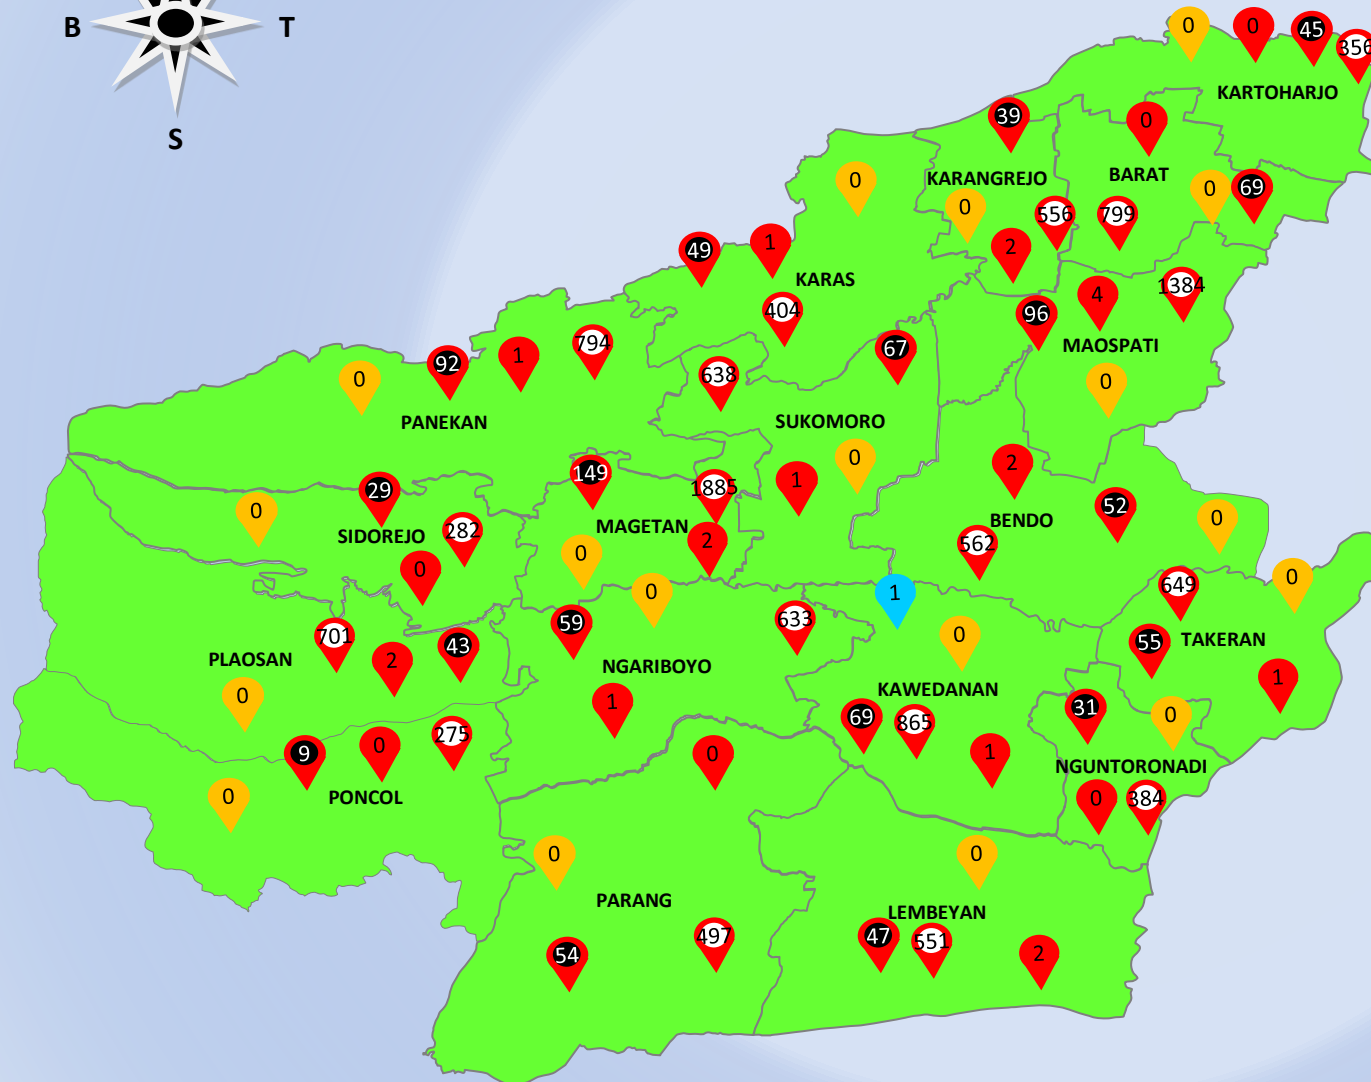 B T
S
0 0 45 356
KARTOHARJO
39 0
0 KARANGREJO BARAT 0 69
0 556 799
49 1 2
KARAS
404 96 4 1384
MAOSPATI
92 1 794 67
0 638 0
PANEKAN SUKOMORO
149 1885 0 2
29 1
0 MAGETAN BENDO 52 0
SIDOREJO 282
0 2 562
0 0 1 649 0
59 633 0 55 TAKERAN
701 43
PLAOSAN 2 NGARIBOYO
0 1 KAWEDANAN 1
69 865 31 0
9 0 275 0 1 NGUNTORONADI
0 PONCOL 0 384
0 0
PARANG LEMBEYAN
54 497 47 551 2